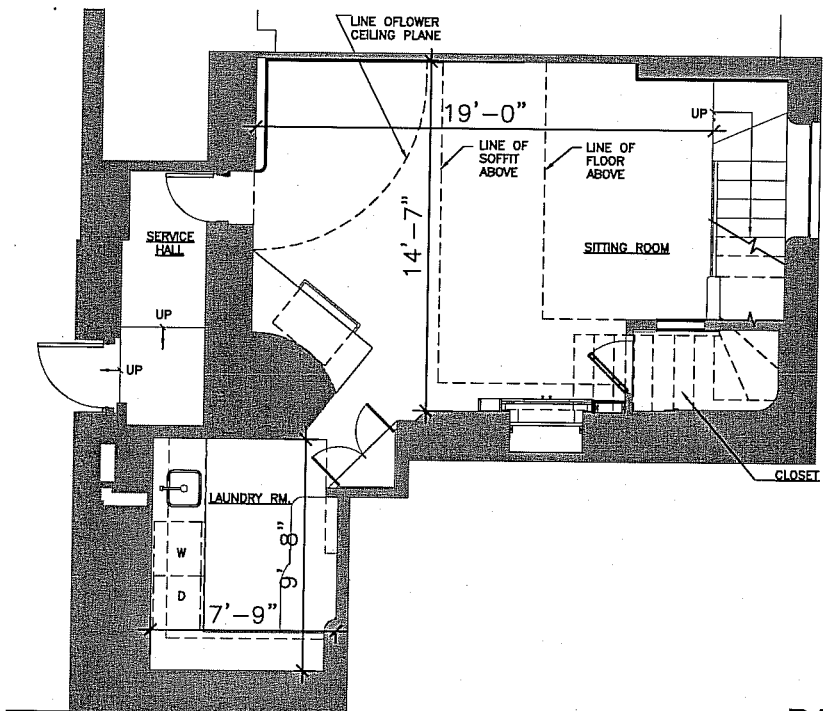 LINE OFLOWER
CEILING PLANE
19'-0"
UP
LINE OF
SOFFIT
ABOVE
LINE OF
FLOOR
ABOVE
14'-7"
SERVICE
HALL
SITTING ROOM
UP
UP
CLOSET
LAUNDRY RM.
W
D
9' 8"
7'-9"